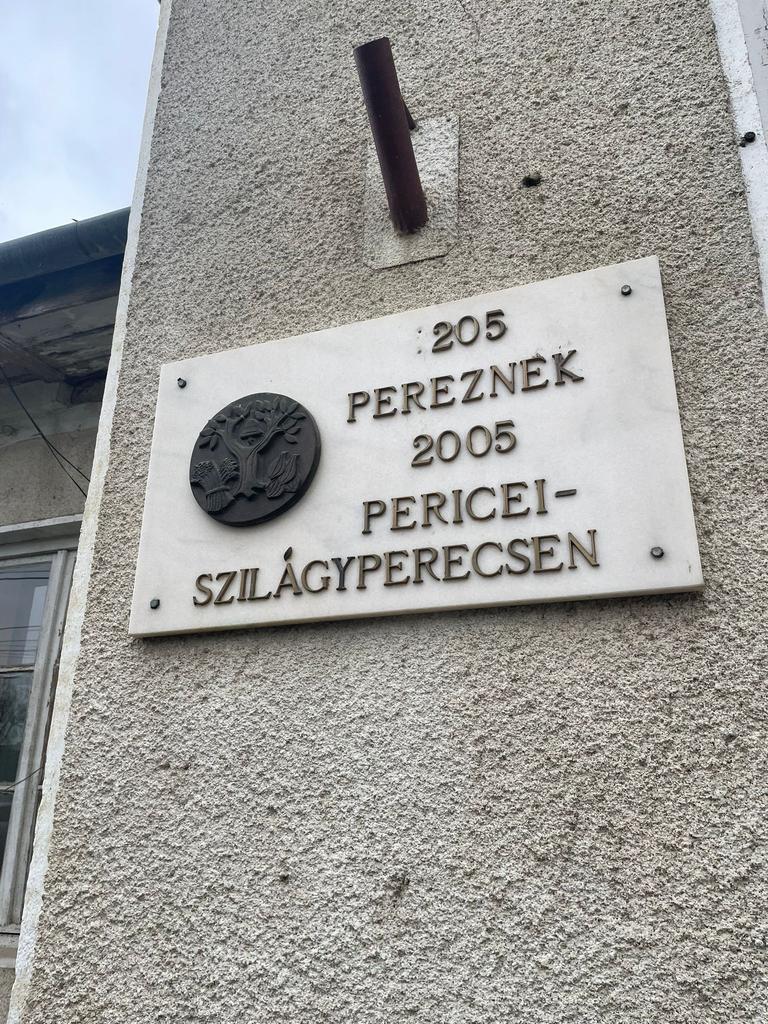 205
PEREZNEK
2005
PERICEI-
SZILÁGYPERECSEN